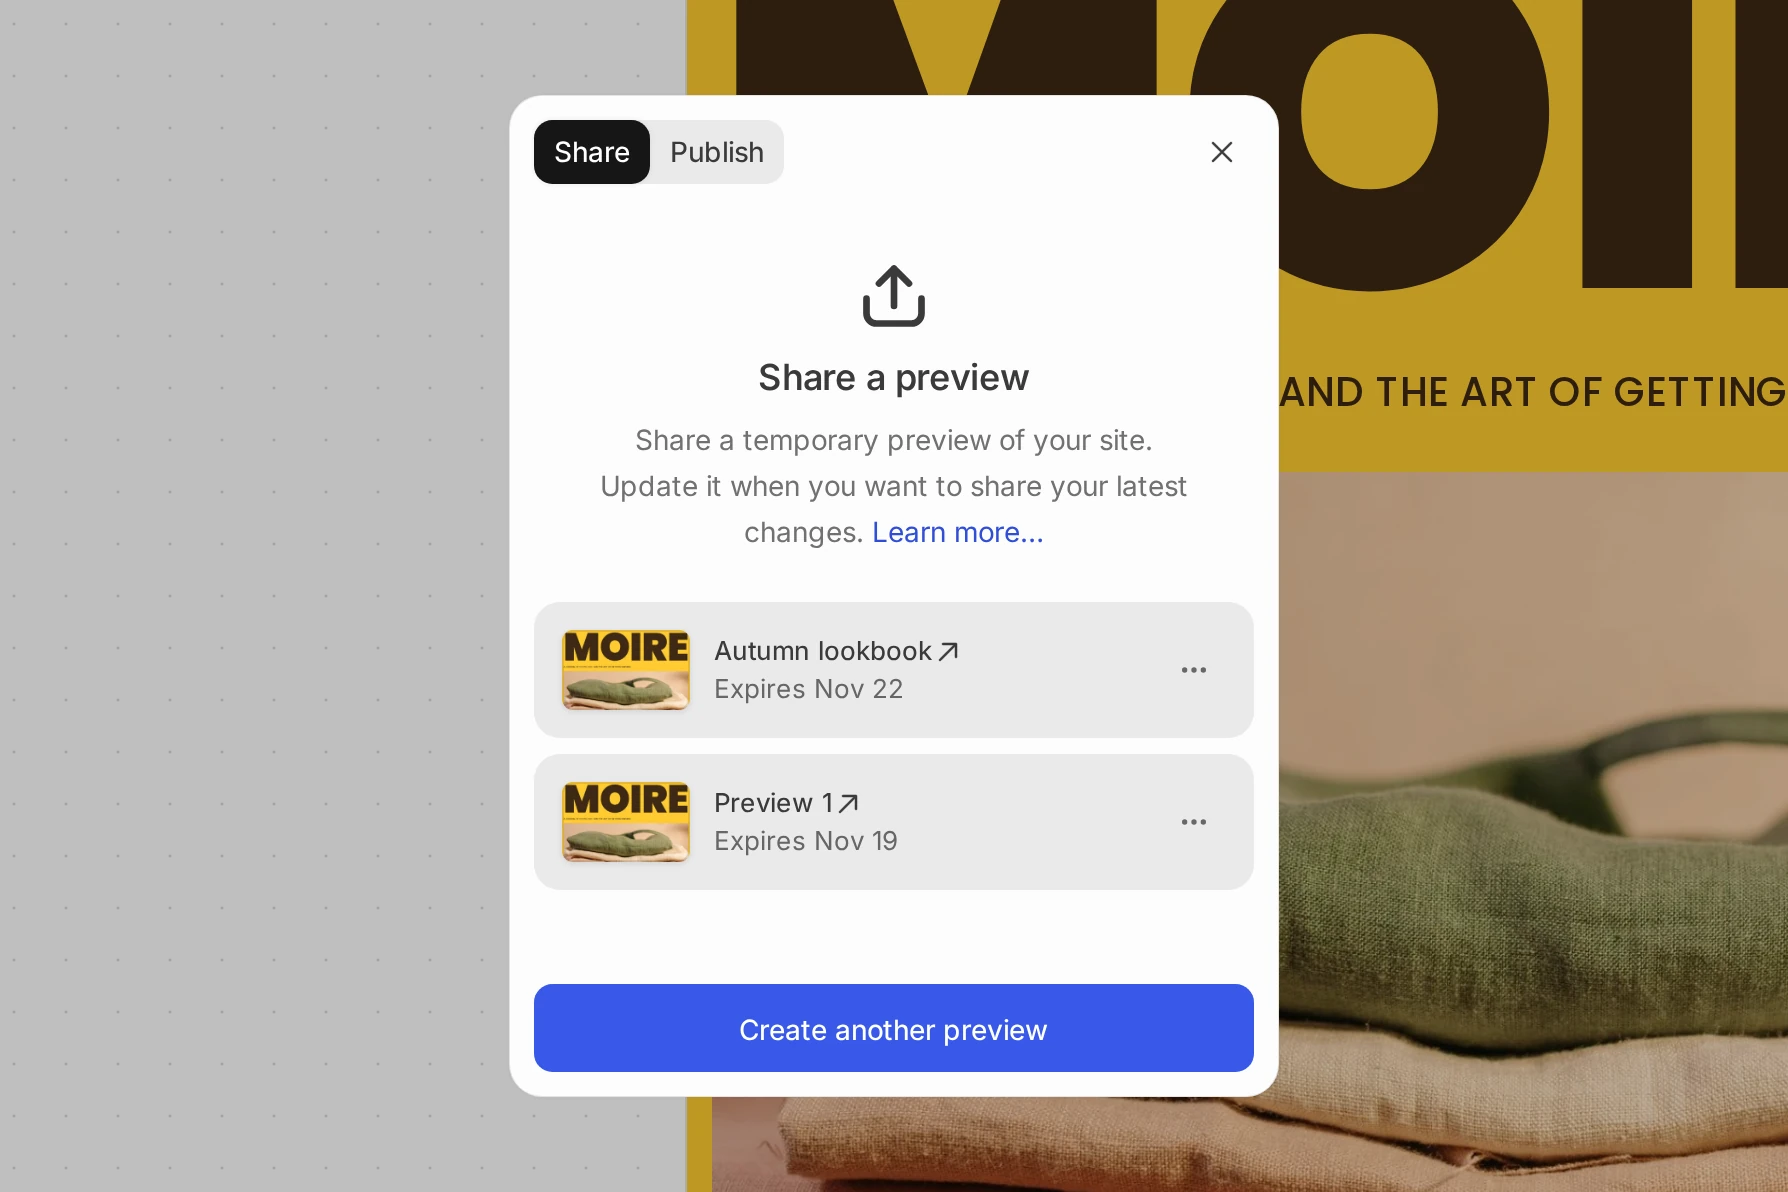 Share Publish
Share a preview
Share a temporary preview of your site.
Update it when you want to share your latest
changes. Learn more...
AND THE ART OF GETTING
MOIRE
Autumn lookbook
Expires Nov 22
MOIRE
Preview 1
Expires Nov 19
Create another preview